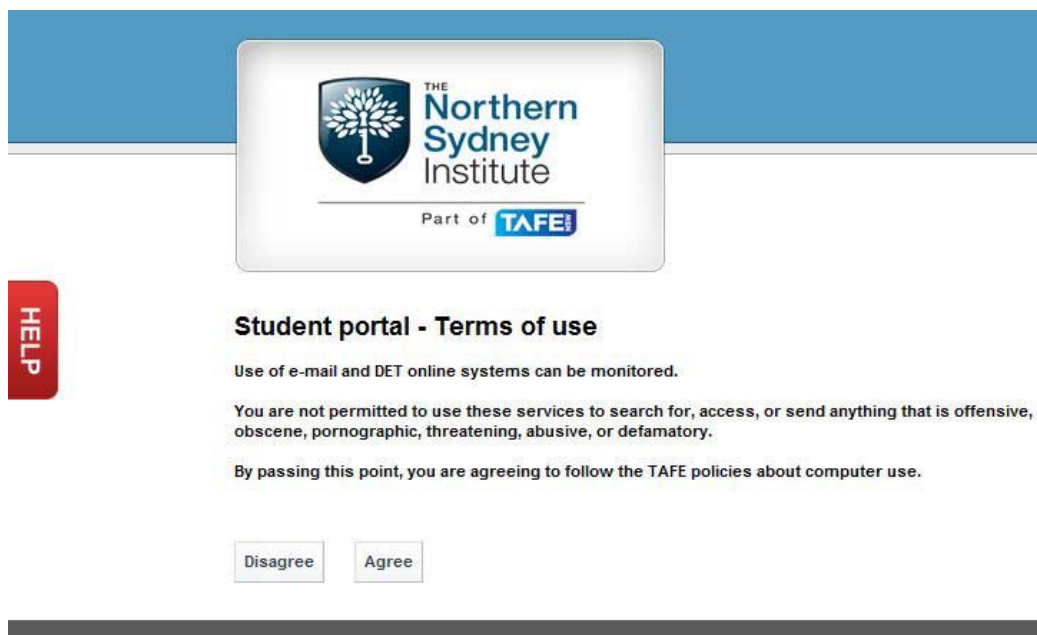 THE
Northern
Sydney
Institute
Part of TAFE NSW
HELP
Student portal - Terms of use
Use of e-mail and DET online systems can be monitored.
You are not permitted to use these services to search for, access, or send anything that is offensive,
obscene, pornographic, threatening, abusive, or defamatory.
By passing this point, you are agreeing to follow the TAFE policies about computer use.
Disagree Agree